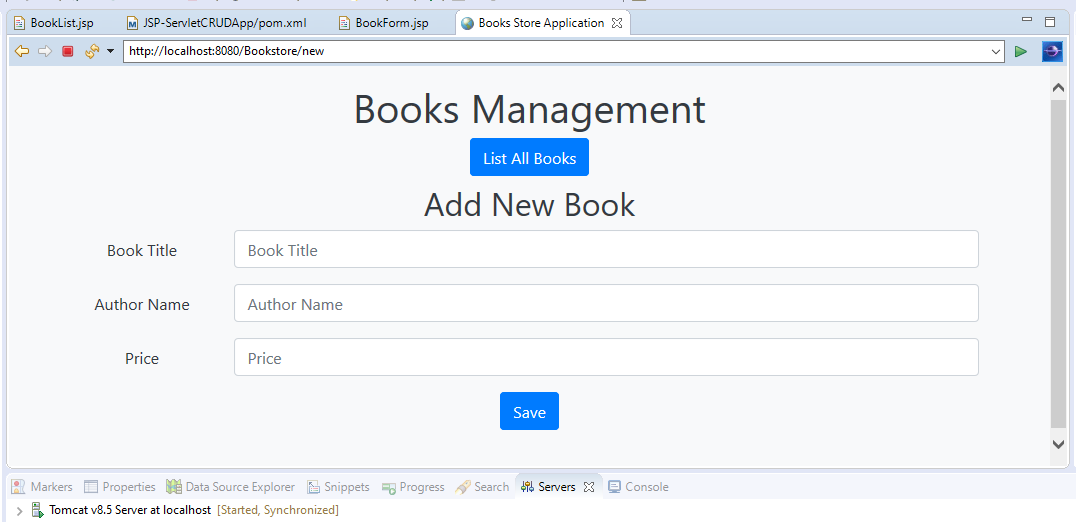 BookList.jsp JSP-ServletCRUDApp/pom.xml BookForm.jsp Books Store Application
http://localhost:8080/Bookstore/new
Books Management
List All Books
Add New Book
Book Title Book Title
Author Name Author Name
Price Price
Save
Markers Properties Data Source Explorer Snippets Progress Search Servers Console
Tomcat v8.5 Server at localhost [Started, Synchronized]